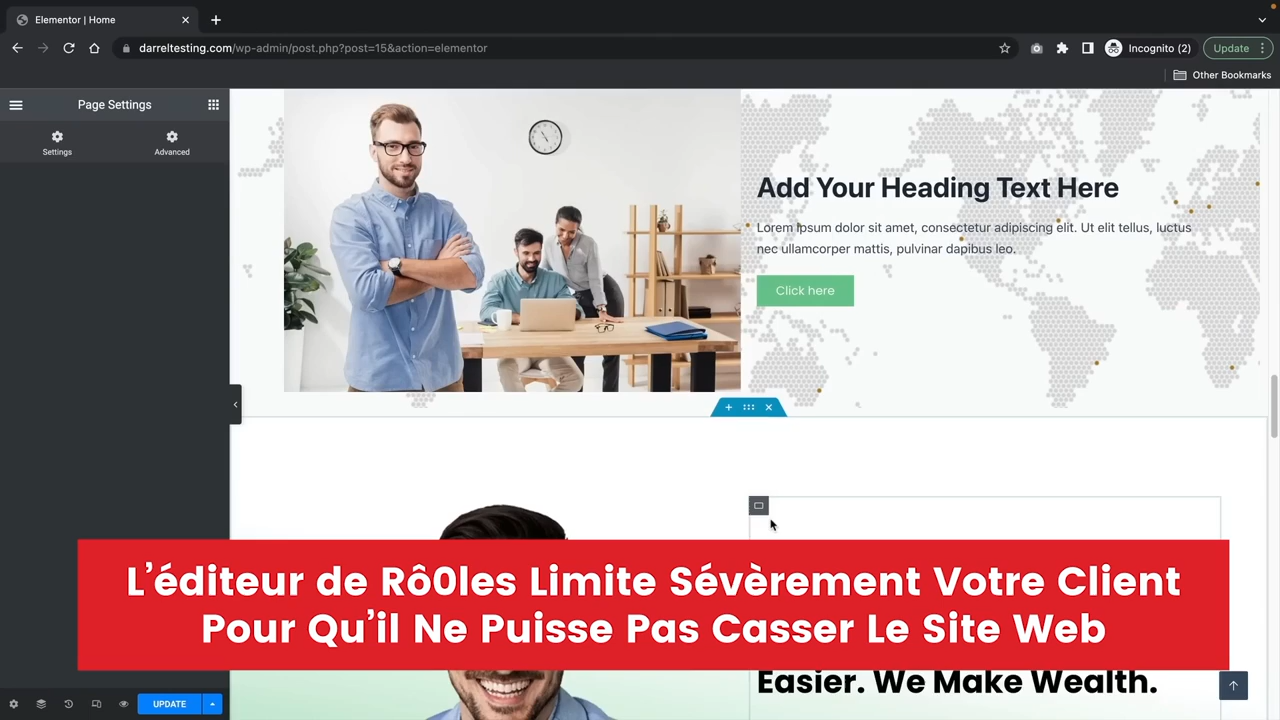 Elementor | Home
darreltesting.com/wp-admin/post.php?post=15&action=elementor
Incognito (2)
Update
Other Bookmarks
Page Settings
Settings
Advanced
Add Your Heading Text Here
Lorem ipsum dolor sit amet, consectetur adipiscing elit. Ut elit tellus, luctus
nec ullamcorper mattis, pulvinar dapibus leo.
Click here
L’éditeur de Rô0les Limite Sévèrement Votre Client
Pour Qu’il Ne Puisse Pas Casser Le Site Web
Easier. We Make Wealth.
UPDATE